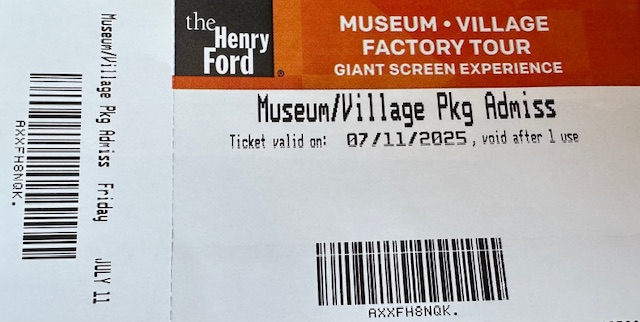 Museum/Village Pkg Admiss Friday JULY 11
AXXFH8NQK.
the
Henry
Ford®
MUSEUM • VILLAGE
FACTORY TOUR
GIANT SCREEN EXPERIENCE
Museum/Village Pkg Admiss
Ticket valid on: 07/11/2025, void after 1 use
AXXFH8NQK.